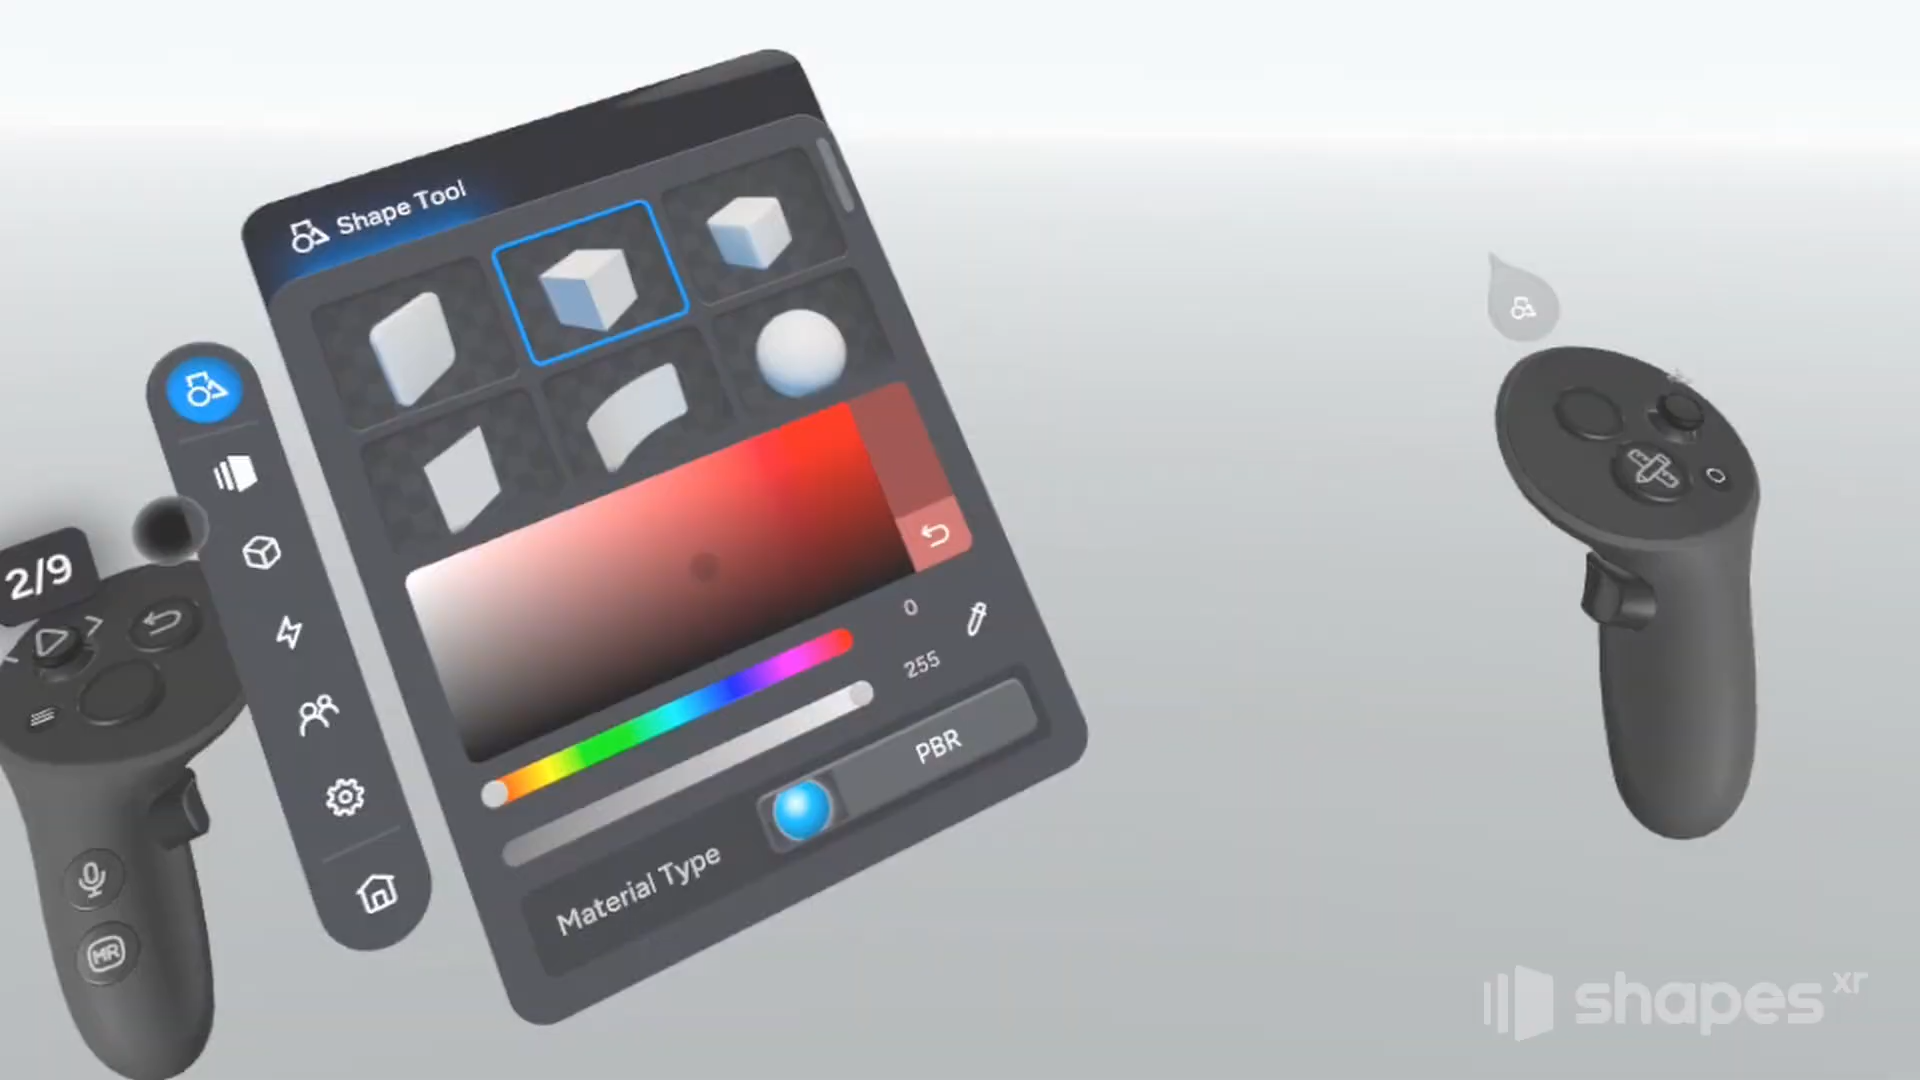 Shape Tool
2/9
0
255
PBR
Material Type
MR
shapes xr